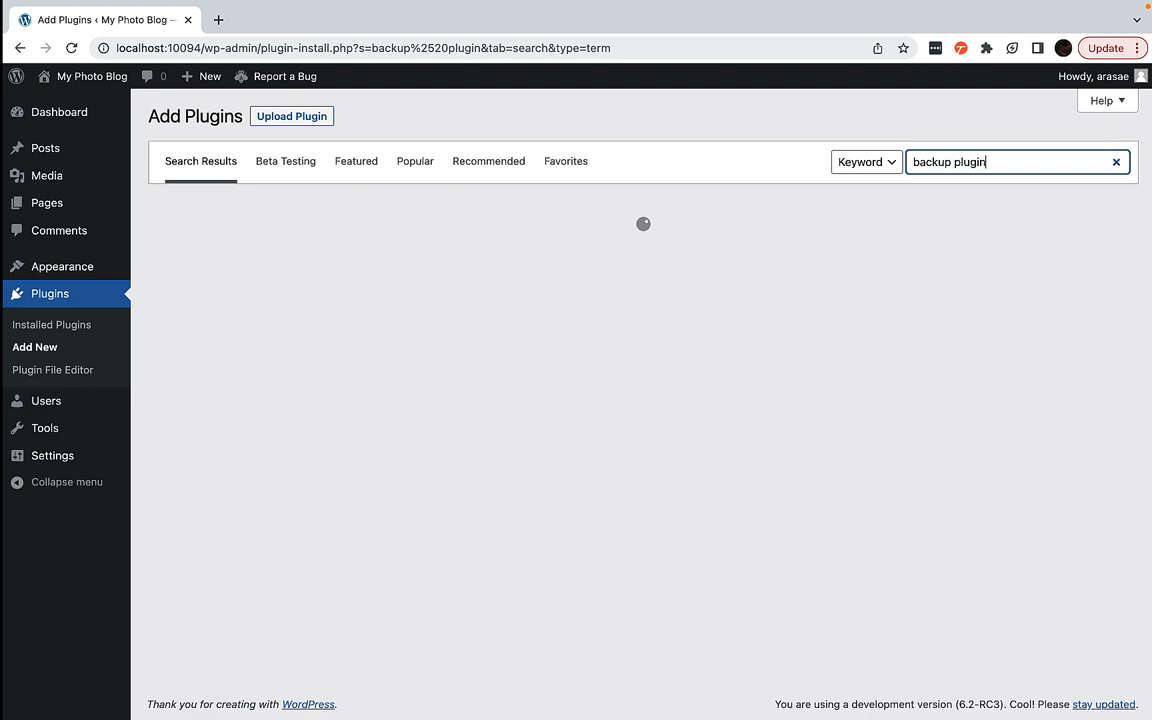 Add Plugins ‹ My Photo Blog —
localhost:10094/wp-admin/plugin-install.php?s=backup%2520plugin&tab=search&type=term
Update
My Photo Blog
0
New
Report a Bug
Howdy, arasae
Dashboard
Posts
Media
Pages
Comments
Appearance
Plugins
Installed Plugins
Add New
Plugin File Editor
Users
Tools
Settings
Collapse menu
Add Plugins
Upload Plugin
Help
Search Results
Beta Testing
Featured
Popular
Recommended
Favorites
Keyword
backup plugin
Thank you for creating with WordPress.
You are using a development version (6.2-RC3). Cool! Please stay updated.